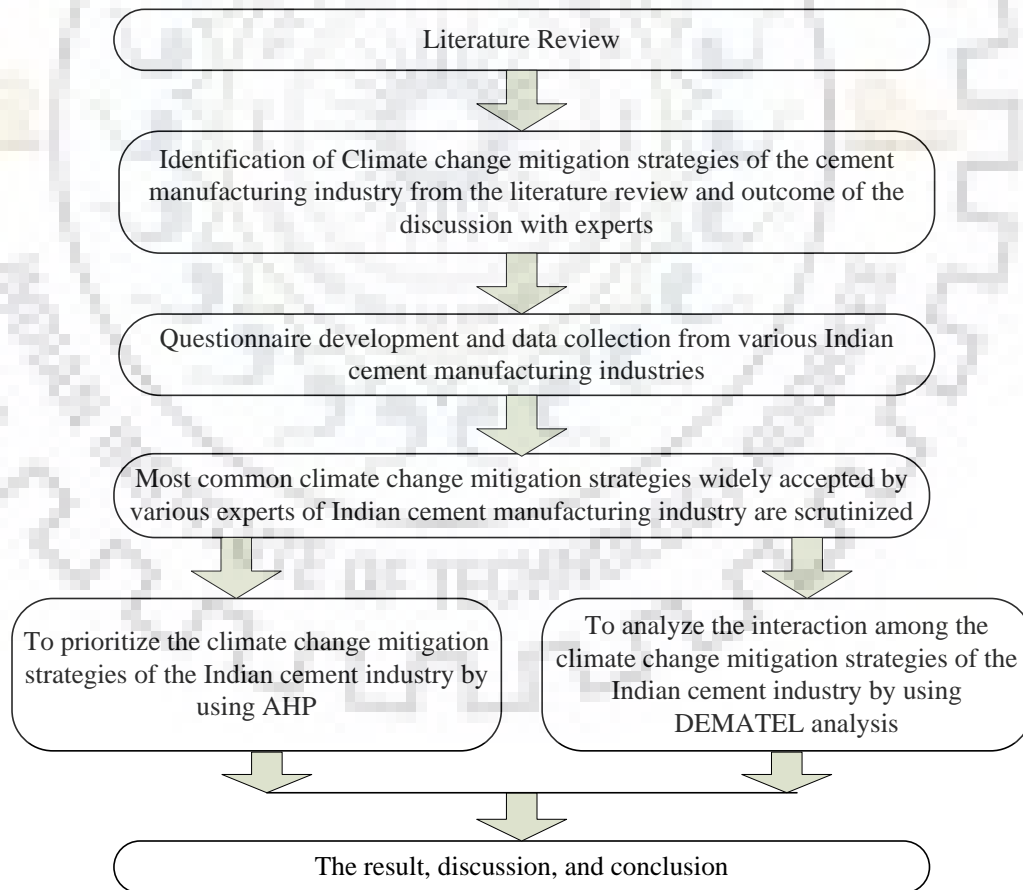 Literature Review
Identification of Climate change mitigation strategies of the cement
manufacturing industry from the literature review and outcome of the
discussion with experts
Questionnaire development and data collection from various Indian
cement manufacturing industries
Most common climate change mitigation strategies widely accepted by
various experts of Indian cement manufacturing industry are scrutinized
To prioritize the climate change mitigation
strategies of the Indian cement industry by
using AHP
To analyze the interaction among the
climate change mitigation strategies of the
Indian cement industry by using
DEMATEL analysis
The result, discussion, and conclusion